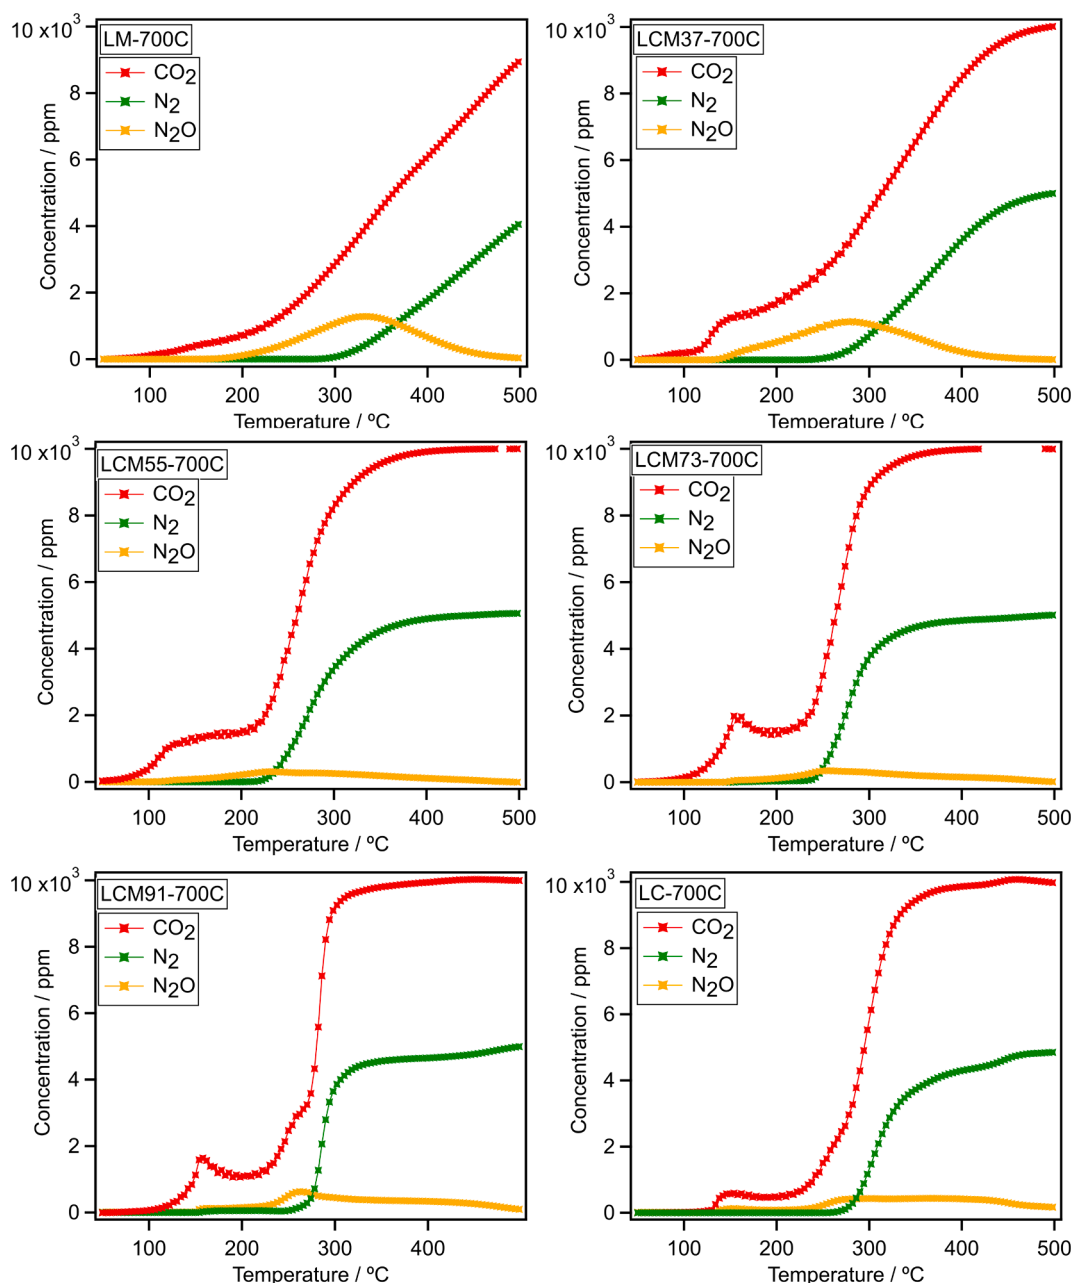 10 x10³
LM-700C
CO₂
N₂
N₂O
8
6
4
2
0
Concentration / ppm
100 200 300 400 500
Temperature / ºC
10 x10³
LCM37-700C
CO₂
N₂
N₂O
8
6
4
2
0
Concentration / ppm
100 200 300 400 500
Temperature / ºC
10 x10³
LCM55-700C
CO₂
N₂
N₂O
8
6
4
2
0
Concentration / ppm
100 200 300 400 500
Temperature / ºC
10 x10³
LCM73-700C
CO₂
N₂
N₂O
8
6
4
2
0
Concentration / ppm
100 200 300 400 500
Temperature / ºC
10 x10³
LCM91-700C
CO₂
N₂
N₂O
8
6
4
2
0
Concentration / ppm
100 200 300 400
Temperature / ºC
10 x10³
LC-700C
CO₂
N₂
N₂O
8
6
4
2
0
Concentration / ppm
100 200 300 400 500
Temperature / ºC